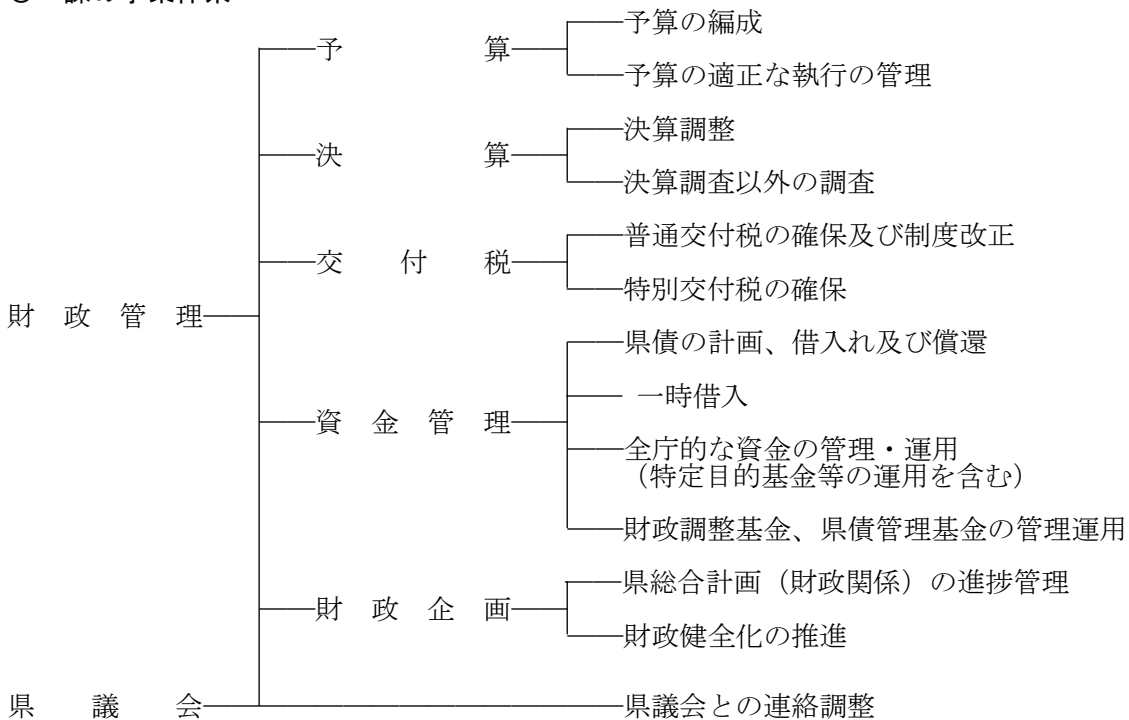 予算の編成
予算
予算の適正な執行の管理
決算調整
決算
決算調査以外の調査
普通交付税の確保及び制度改正
交付税
特別交付税の確保
財政管理
県債の計画、借入れ及び償還
一時借入
資金管理
全庁的な資金の管理・運用
（特定目的基金等の運用を含む）
財政調整基金、県債管理基金の管理運用
県総合計画（財政関係）の進捗管理
財政企画
財政健全化の推進
県議会
県議会との連絡調整